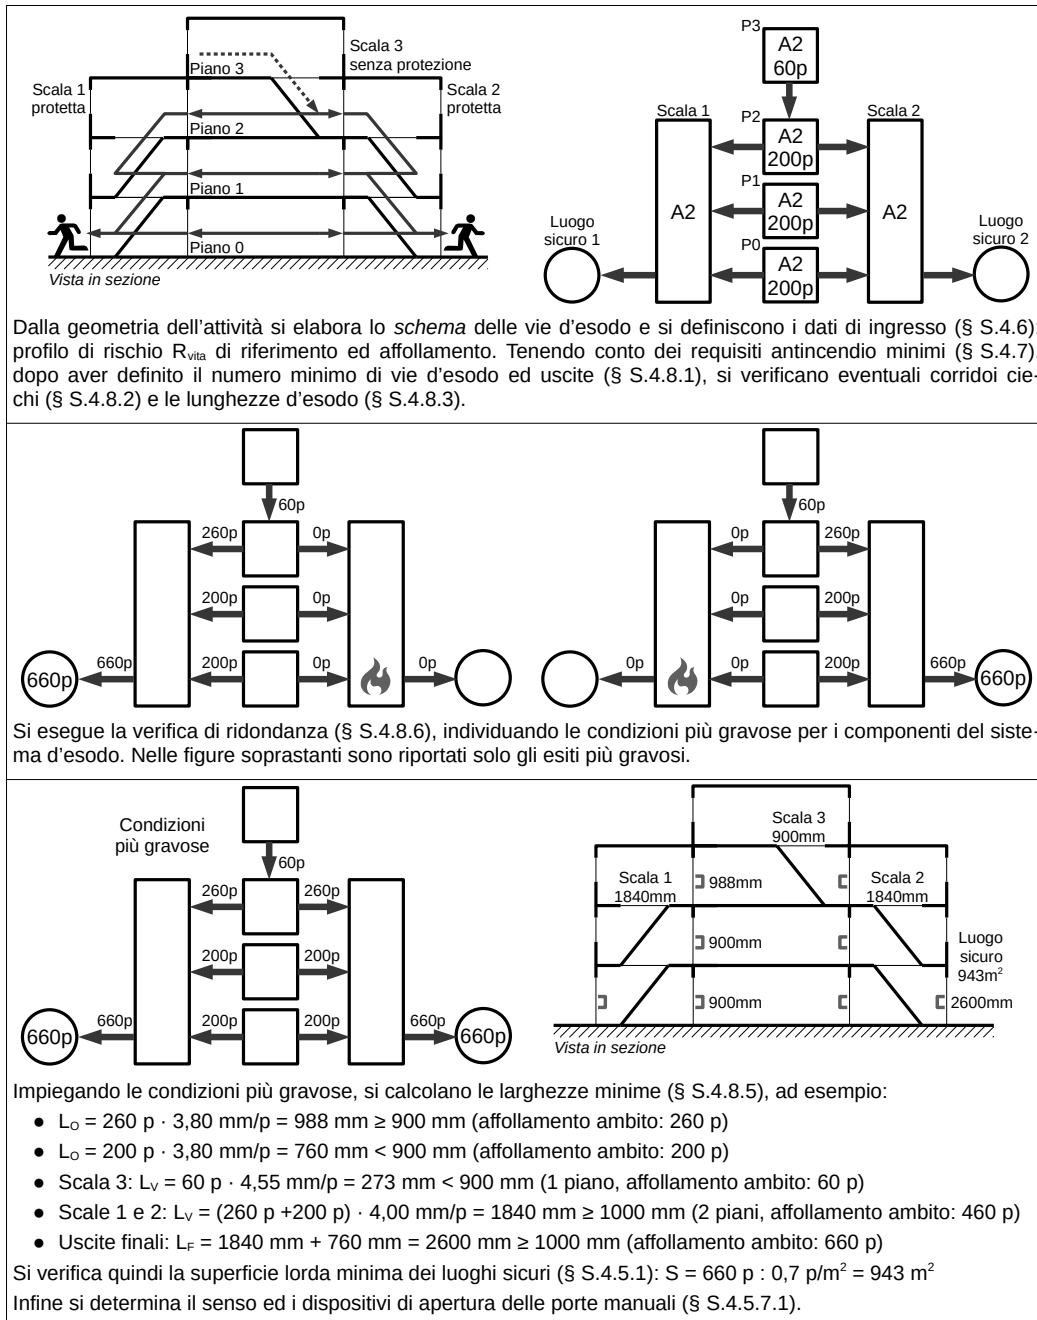 Scala 1
protetta
Scala 3
senza protezione
Scala 2
protetta
Piano 3
Piano 2
Piano 1
Piano 0
Vista in sezione
P3
A2
60p
Scala 1
P2
A2
200p
Scala 2
P1
A2
200p
A2
A2
P0
A2
200p
Luogo
sicuro 1
Luogo
sicuro 2
Dalla geometria dell'attività si elabora lo schema delle vie d'esodo e si definiscono i dati di ingresso (§ S.4.6):
profilo di rischio Rvita di riferimento ed affollamento. Tenendo conto dei requisiti antincendio minimi (§ S.4.7),
dopo aver definito il numero minimo di vie d'esodo ed uscite (§ S.4.8.1), si verificano eventuali corridoi cie-
chi (§ S.4.8.2) e le lunghezze d'esodo (§ S.4.8.3).
60p
260p 0p
200p 0p
660p 200p 0p 0p
660p
60p
0p 260p
0p 200p
0p 0p 200p 660p
660p
Si esegue la verifica di ridondanza (§ S.4.8.6), individuando le condizioni più gravose per i componenti del siste-
ma d'esodo. Nelle figure soprastanti sono riportati solo gli esiti più gravosi.
Condizioni
più gravose
60p
260p 260p
200p 200p
660p 200p 200p 660p
660p 660p
Scala 3
900mm
Scala 1
1840mm
988mm
Scala 2
1840mm
900mm
Luogo
sicuro
943m²
900mm
2600mm
Vista in sezione
Impiegando le condizioni più gravose, si calcolano le larghezze minime (§ S.4.8.5), ad esempio:
● LO = 260 p · 3,80 mm/p = 988 mm ≥ 900 mm (affollamento ambito: 260 p)
● LO = 200 p · 3,80 mm/p = 760 mm < 900 mm (affollamento ambito: 200 p)
● Scala 3: LV = 60 p · 4,55 mm/p = 273 mm < 900 mm (1 piano, affollamento ambito: 60 p)
● Scale 1 e 2: LV = (260 p +200 p) · 4,00 mm/p = 1840 mm ≥ 1000 mm (2 piani, affollamento ambito: 460 p)
● Uscite finali: LF = 1840 mm + 760 mm = 2600 mm ≥ 1000 mm (affollamento ambito: 660 p)
Si verifica quindi la superficie lorda minima dei luoghi sicuri (§ S.4.5.1): S = 660 p : 0,7 p/m² = 943 m²
Infine si determina il senso ed i dispositivi di apertura delle porte manuali (§ S.4.5.7.1).